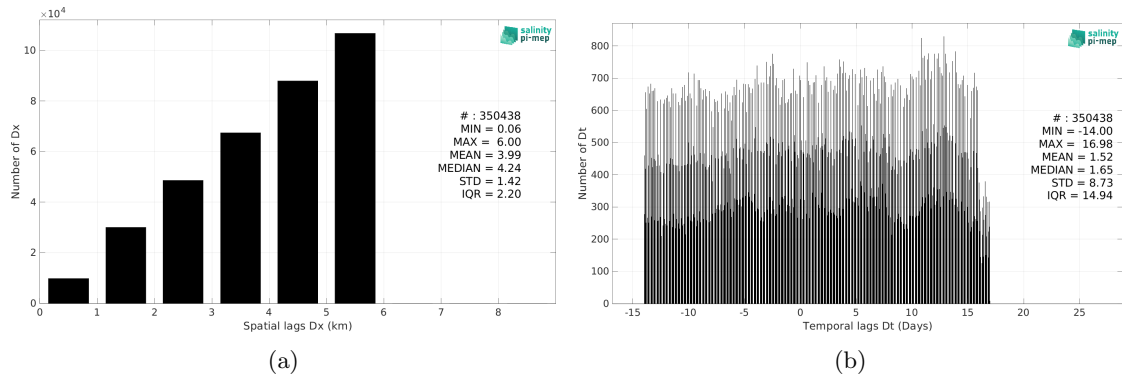 ×10⁴
10
8
6
4
2
0
Number of Dx
salinity
pi-mep
# : 350438
MIN = 0.06
MAX = 6.00
MEAN = 3.99
MEDIAN = 4.24
STD = 1.42
IQR = 2.20
0 1 2 3 4 5 6 7 8
Spatial lags Dx (km)
(a)
800
700
600
500
400
300
200
100
0
Number of Dt
salinity
pi-mep
# : 350438
MIN = -14.00
MAX = 16.98
MEAN = 1.52
MEDIAN = 1.65
STD = 8.73
IQR = 14.94
-15 -10 -5 0 5 10 15 20 25
Temporal lags Dt (Days)
(b)